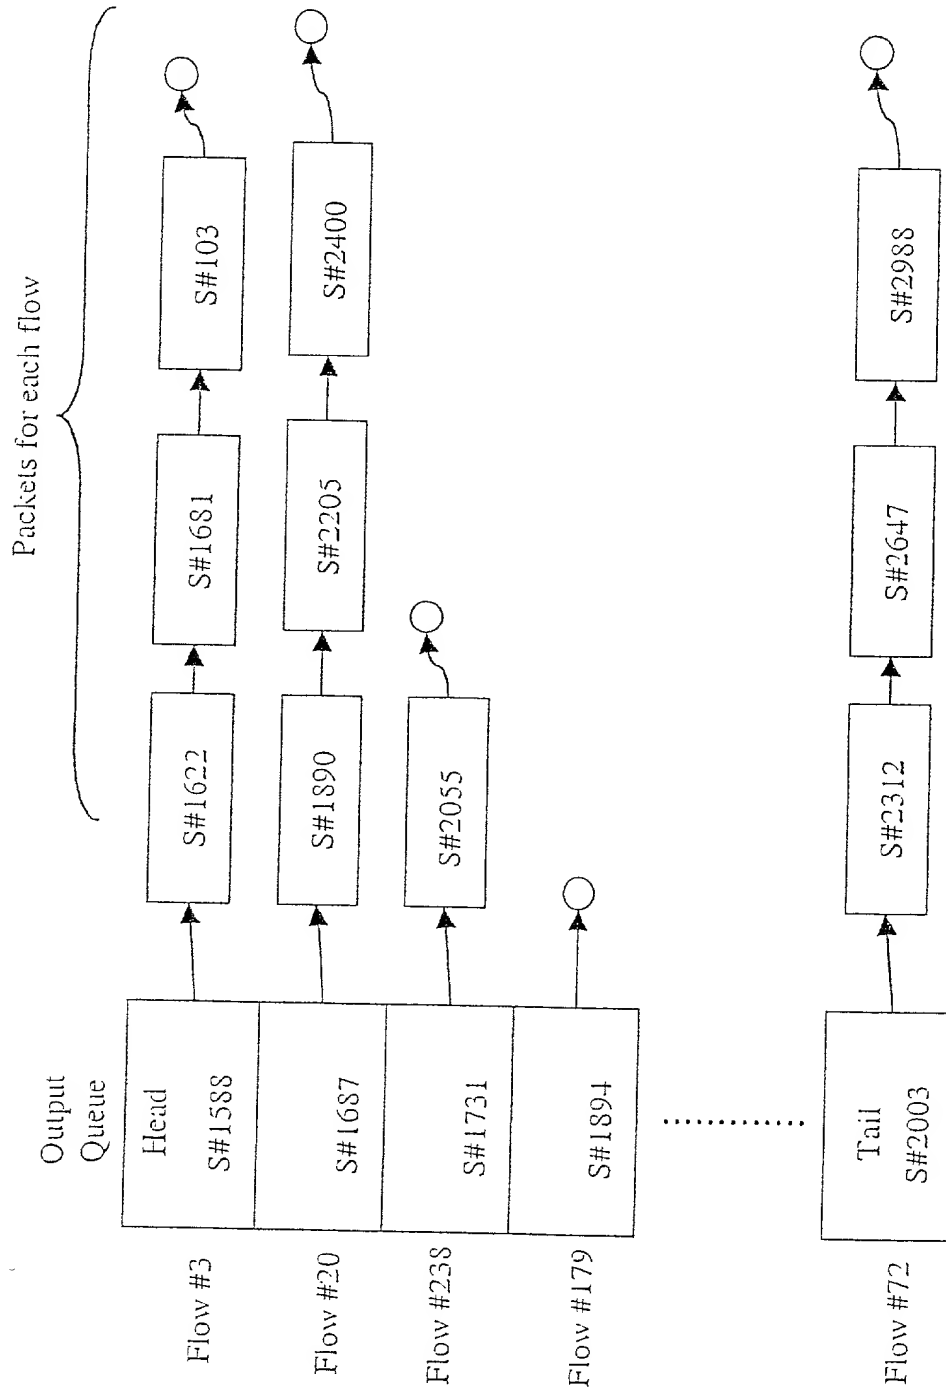 Packets for each flow
Output
Queue
Flow #3
Head
S#1588
S#1622
S#1681
S#103
Flow #20
S#1687
S#1890
S#2205
S#2400
Flow #238
S#1731
S#2055
Flow #179
S#1894
Flow #72
Tail
S#2003
S#2312
S#2647
S#2988